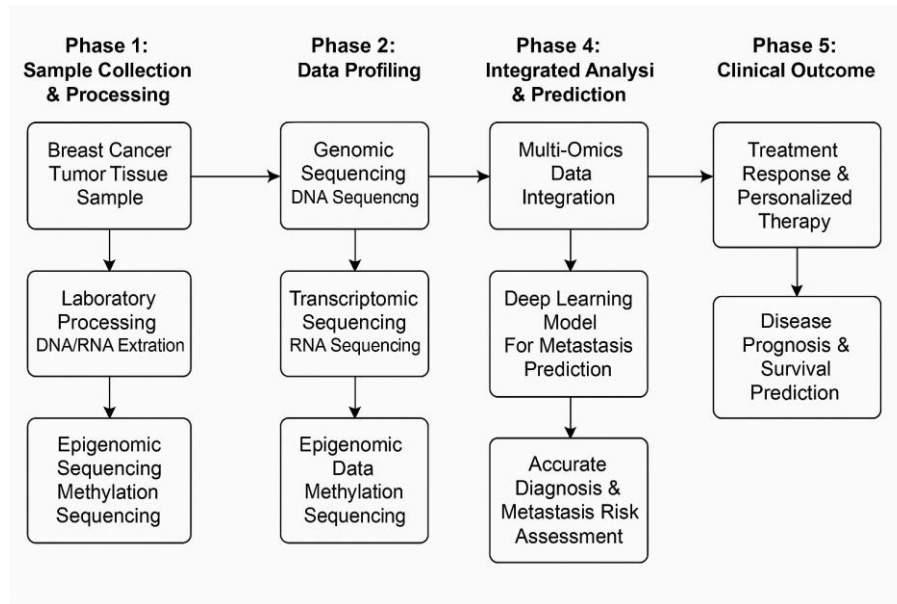 Phase 1:
Sample Collection
& Processing
Breast Cancer
Tumor Tissue
Sample
Laboratory
Processing
DNA/RNA Extration
Epigenomic
Sequencing
Methylation
Sequencing
Phase 2:
Data Profiling
Genomic
Sequencing
DNA Sequencng
Transcriptomic
Sequencing
RNA Sequencing
Epigenomic
Data
Methylation
Sequencing
Phase 4:
Integrated Analysi
& Prediction
Multi-Omics
Data
Integration
Deep Learning
Model
For Metastasis
Prediction
Accurate
Diagnosis &
Metastasis Risk
Assessment
Phase 5:
Clinical Outcome
Treatment
Response &
Personalized
Therapy
Disease
Prognosis &
Survival
Prediction